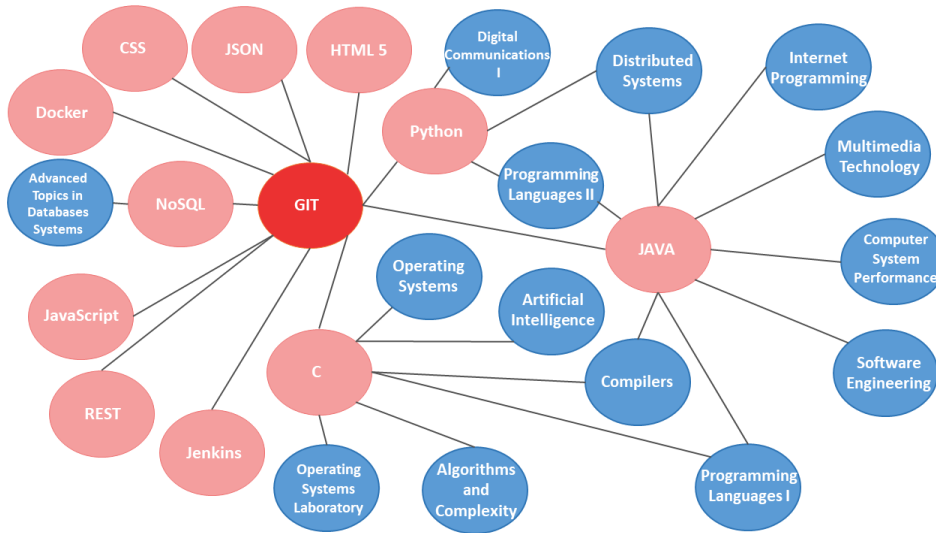 CSS
JSON
HTML 5
Digital
Communications
I
Distributed
Systems
Internet
Programming
Docker
Python
Multimedia
Technology
Advanced
Topics in
Databases
Systems
NoSQL
GIT
Programming
Languages II
JAVA
Computer
System
Performance
Operating
Systems
Artificial
Intelligence
JavaScript
C
Compilers
Software
Engineering
REST
Jenkins
Operating
Systems
Laboratory
Algorithms
and
Complexity
Programming
Languages I